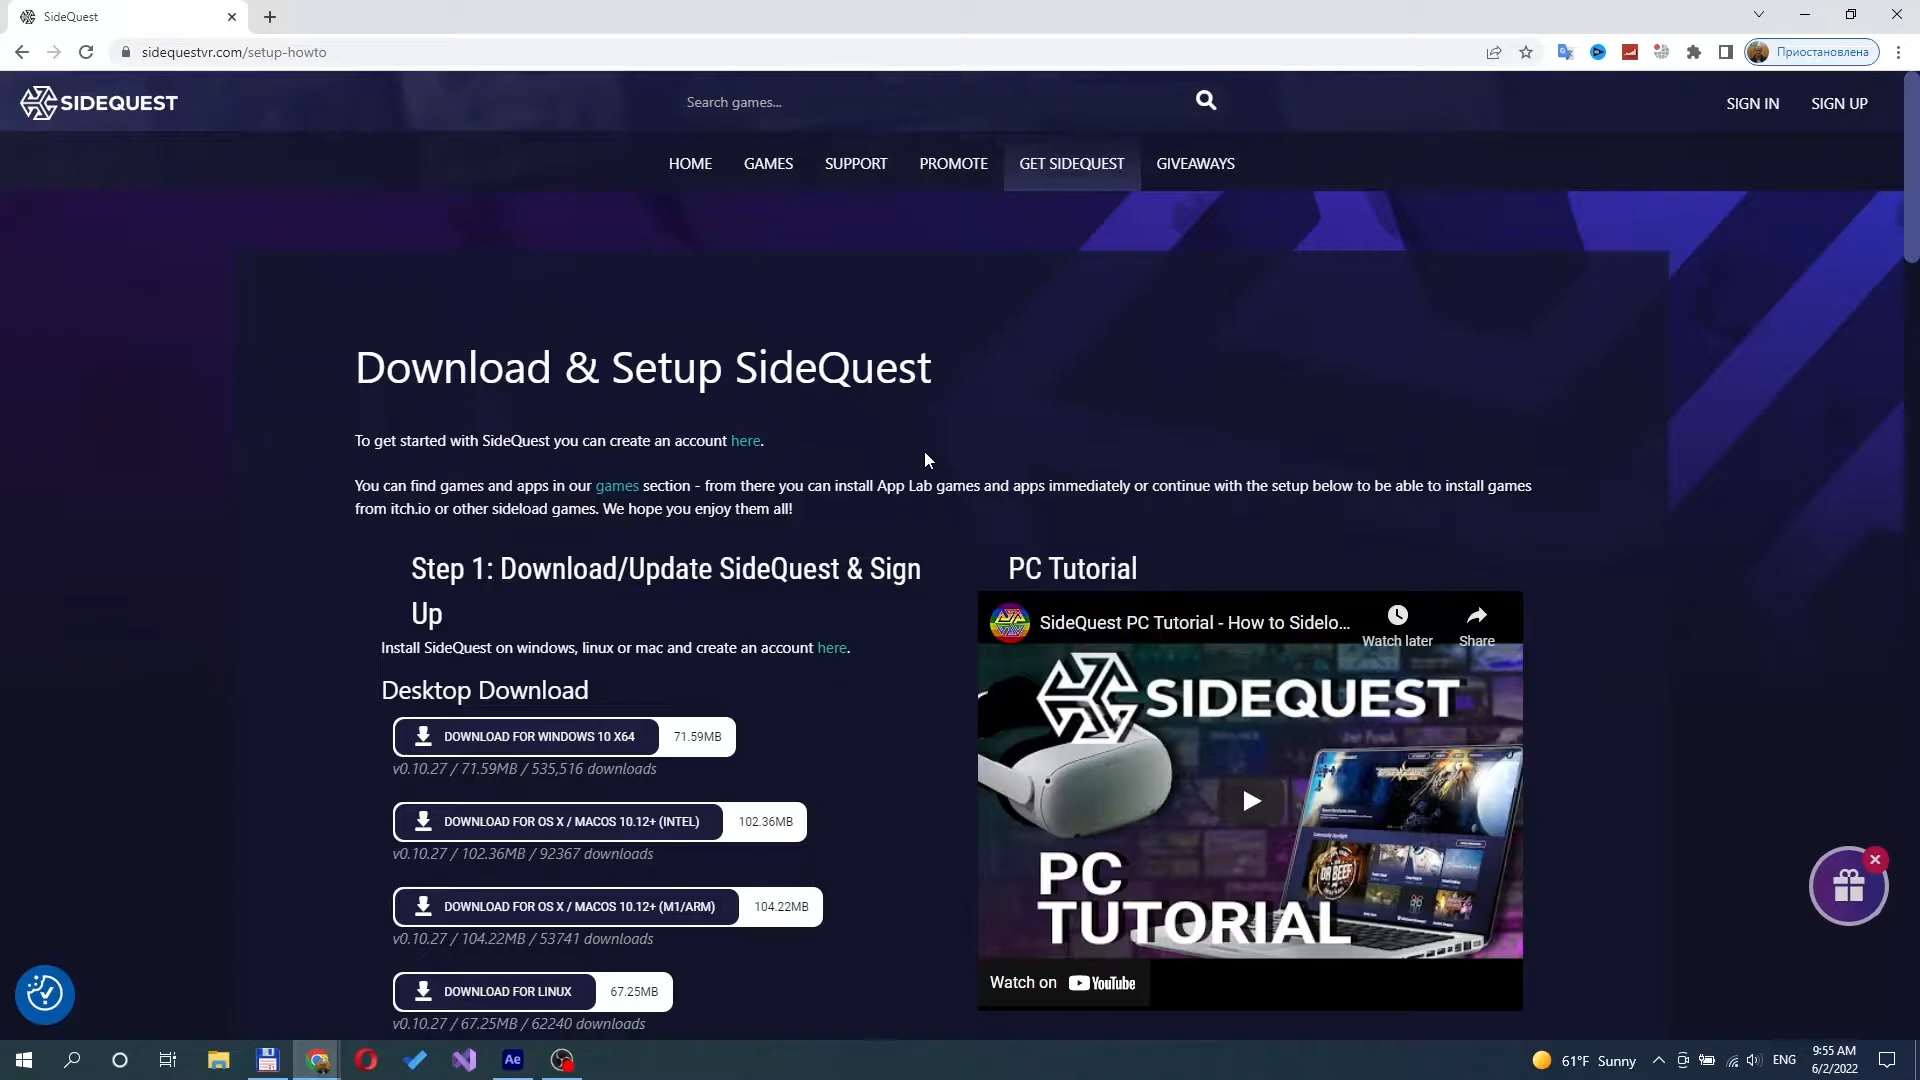 SideQuest
sidequestvr.com/setup-howto
Приостановлена
SIDEQUEST
Search games...
SIGN IN
SIGN UP
HOME
GAMES
SUPPORT
PROMOTE
GET SIDEQUEST
GIVEAWAYS
Download & Setup SideQuest
To get started with SideQuest you can create an account here.
You can find games and apps in our games section - from there you can install App Lab games and apps immediately or continue with the setup below to be able to install games
from itch.io or other sideload games. We hope you enjoy them all!
Step 1: Download/Update SideQuest & Sign
Up
Install SideQuest on windows, linux or mac and create an account here.
Desktop Download
DOWNLOAD FOR WINDOWS 10 X64
71.59MB
v0.10.27 / 71.59MB / 535,516 downloads
DOWNLOAD FOR OS X / MACOS 10.12+ (INTEL)
102.36MB
v0.10.27 / 102.36MB / 92367 downloads
DOWNLOAD FOR OS X / MACOS 10.12+ (M1/ARM)
104.22MB
v0.10.27 / 104.22MB / 53741 downloads
DOWNLOAD FOR LINUX
67.25MB
v0.10.27 / 67.25MB / 62240 downloads
PC Tutorial
SideQuest PC Tutorial - How to Sidelo...
Watch later
Share
SIDEQUEST
PC
TUTORIAL
Watch on YouTube
Ae
61°F Sunny
ENG
9:55 AM
6/2/2022